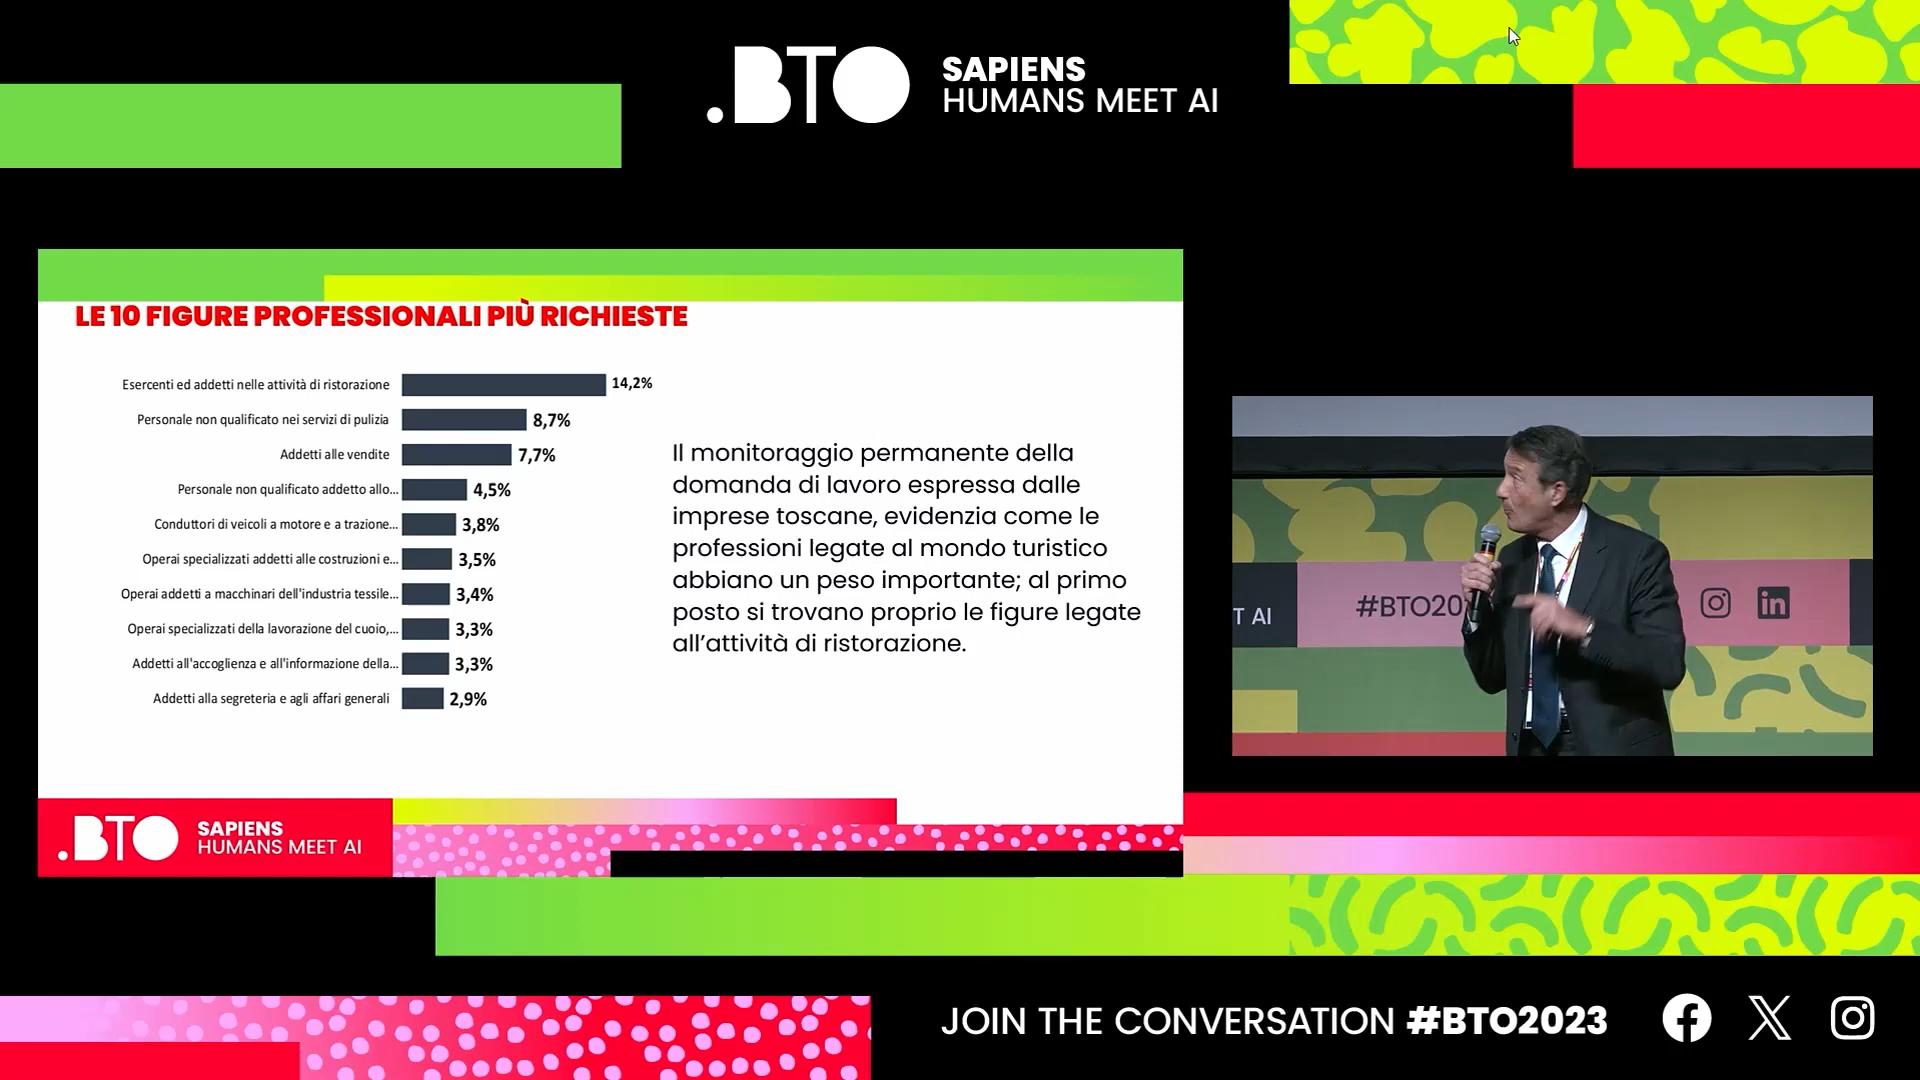 .BTO
SAPIENS
HUMANS MEET AI
LE 10 FIGURE PROFESSIONALI PIÙ RICHIESTE
Esercenti ed addetti nelle attività di ristorazione 14,2%
Personale non qualificato nei servizi di pulizia 8,7%
Addetti alle vendite 7,7%
Personale non qualificato addetto allo... 4,5%
Conduttori di veicoli a motore e a trazione... 3,8%
Operai specializzati addetti alle costruzioni e... 3,5%
Operai addetti a macchinari dell'industria tessile... 3,4%
Operai specializzati della lavorazione del cuoio,... 3,3%
Addetti all'accoglienza e all'informazione della... 3,3%
Addetti alla segreteria e agli affari generali 2,9%
Il monitoraggio permanente della
domanda di lavoro espressa dalle
imprese toscane, evidenzia come le
professioni legate al mondo turistico
abbiano un peso importante; al primo
posto si trovano proprio le figure legate
all’attività di ristorazione.
T AI
#BTO20
in
.BTO
SAPIENS
HUMANS MEET AI
JOIN THE CONVERSATION #BTO2023